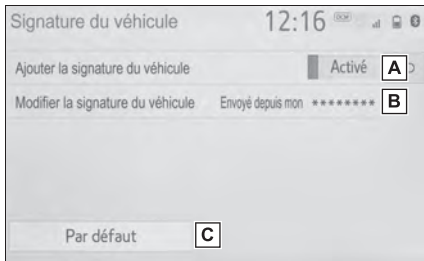 Signature du véhicule 12:16 DCM
Ajouter la signature du véhicule Activé A
Modifier la signature du véhicule Envoyé depuis mon ******** B
Par défaut C